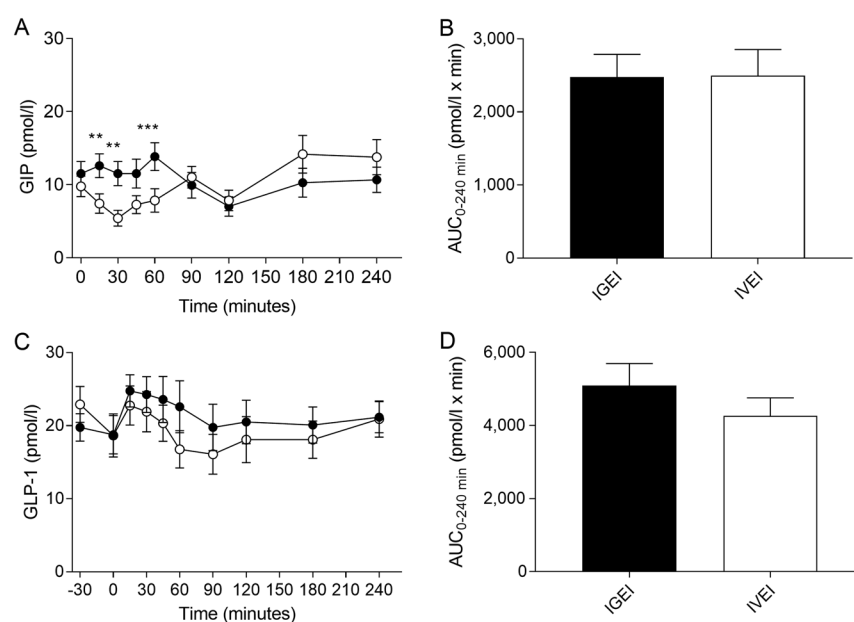 A
30
20
10
0
GIP (pmol/l)
** ** ***
0 30 60 90 120 150 180 210 240
Time (minutes)
B
3,000
2,000
1,000
0
AUC0-240 min (pmol/l x min)
IGEI IVEI
C
30
20
10
0
GLP-1 (pmol/l)
-30 0 30 60 90 120 150 180 210 240
Time (minutes)
D
6,000
4,000
2,000
0
AUC0-240 min (pmol/l x min)
IGEI IVEI